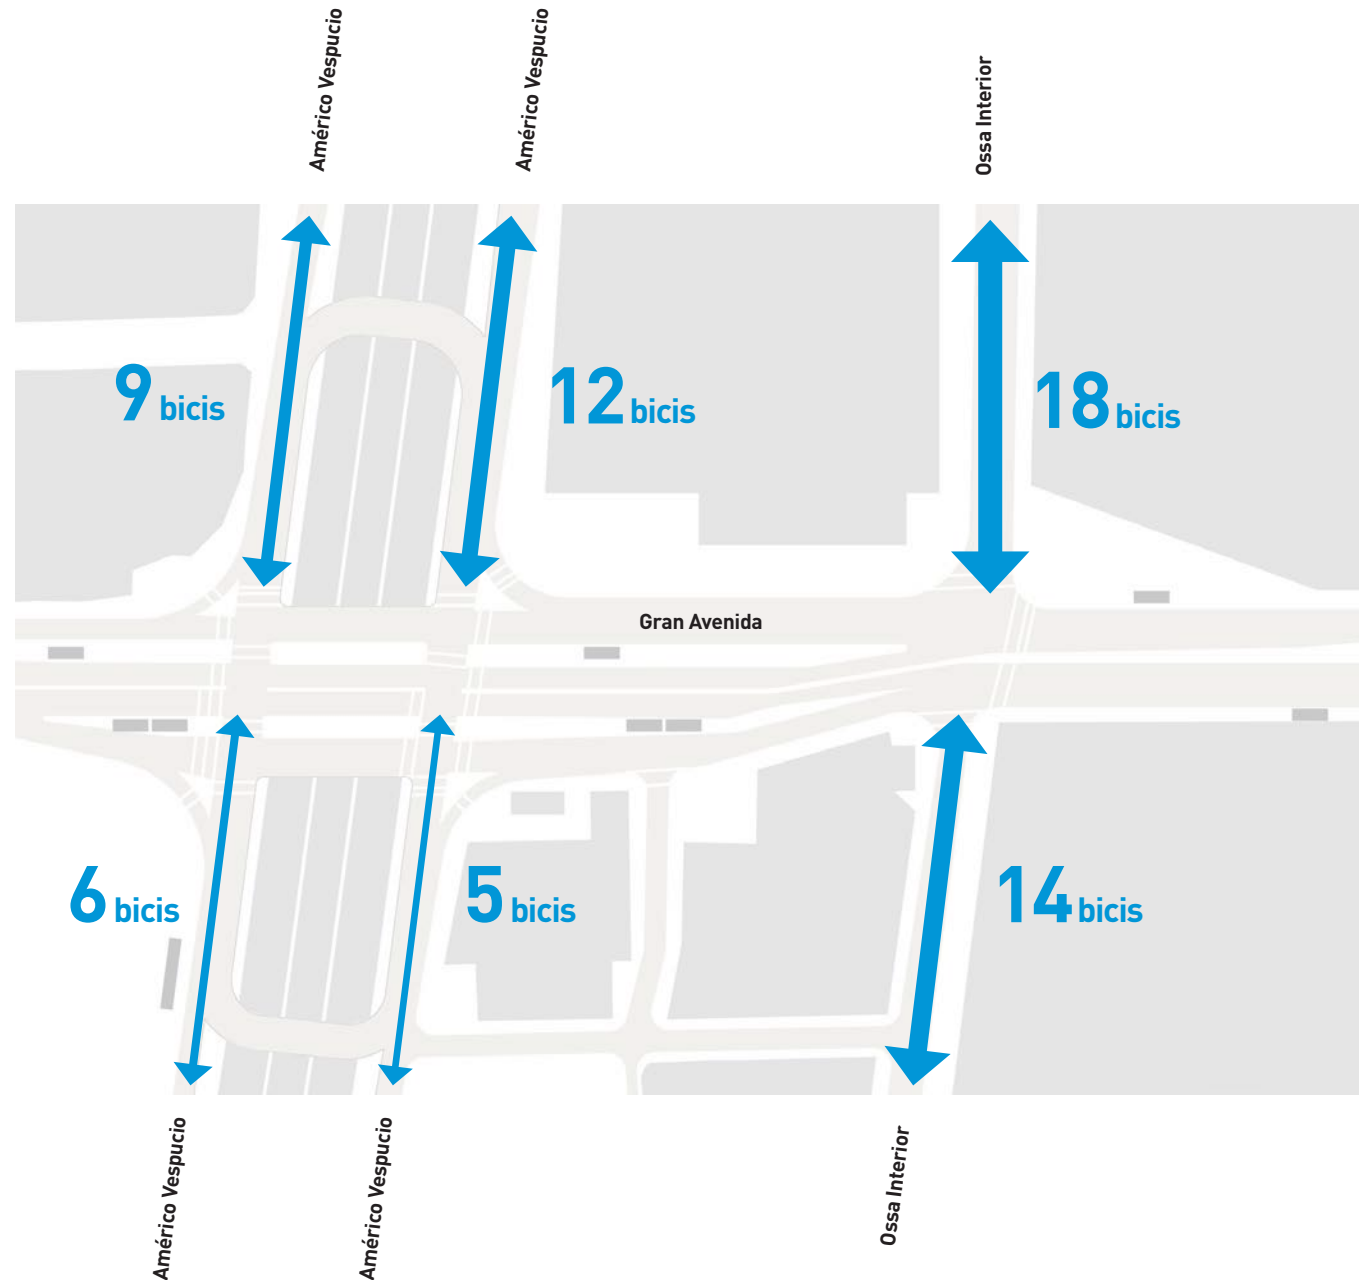 Américo Vespucio
Américo Vespucio
Ossa Interior
9 bicis
12 bicis
18 bicis
Gran Avenida
6 bicis
5 bicis
14 bicis
Américo Vespucio
Américo Vespucio
Ossa Interior